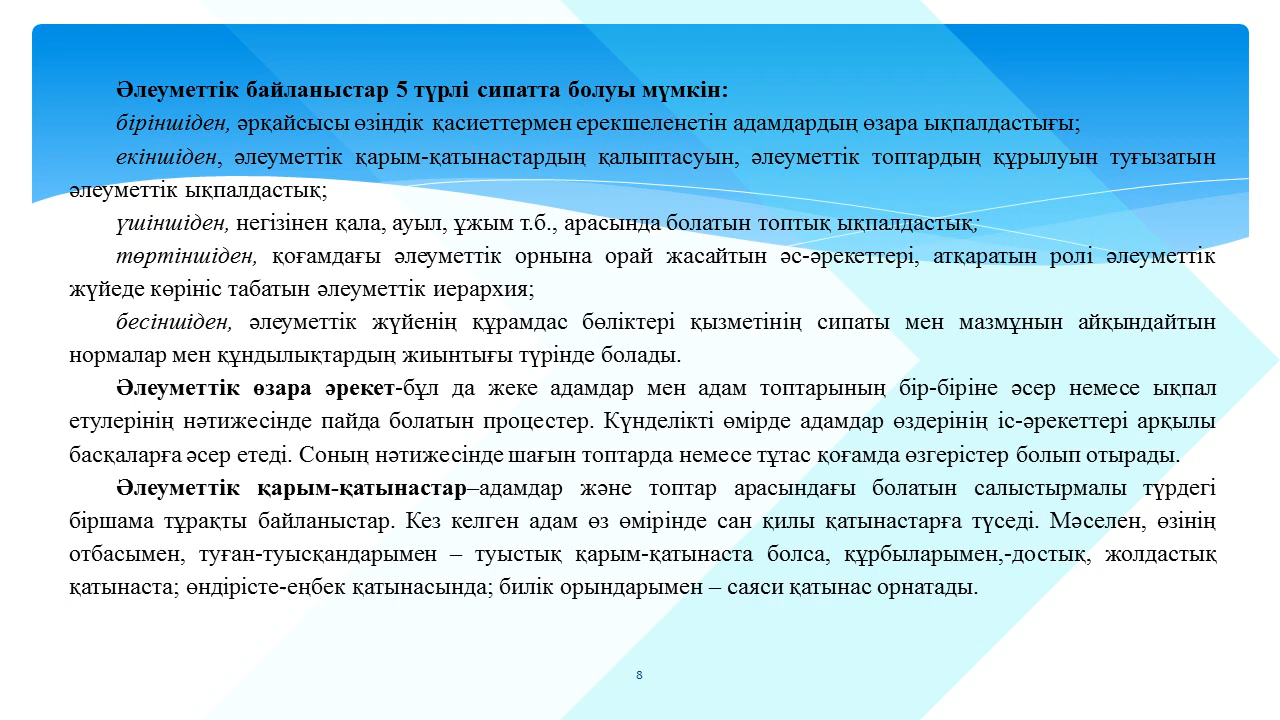 Әлеуметтік байланыстар 5 түрлі сипатта болуы мүмкін:
біріншіден, әрқайсысы өзіндік қасиеттермен ерекшеленетін адамдардың өзара ықпалдастығы;
екіншіден, әлеуметтік қарым-қатынастардың қалыптасуын, әлеуметтік топтардың құрылуын туғызатын
әлеуметтік ықпалдастық;
үшіншіден, негізінен қала, ауыл, ұжым т.б., арасында болатын топтық ықпалдастық;
төртіншіден, қоғамдағы әлеуметтік орнына орай жасайтын әс-әрекеттері, атқаратын ролі әлеуметтік
жүйеде көрініс табатын әлеуметтік иерархия;
бесіншіден, әлеуметтік жүйенің құрамдас бөліктері қызметінің сипаты мен мазмұнын айқындайтын
нормалар мен құндылықтардың жиынтығы түрінде болады.
Әлеуметтік өзара әрекет-бұл да жеке адамдар мен адам топтарының бір-біріне әсер немесе ықпал
етулерінің нәтижесінде пайда болатын процестер. Күнделікті өмірде адамдар өздерінің іс-әрекеттері арқылы
басқаларға әсер етеді. Соның нәтижесінде шағын топтарда немесе тұтас қоғамда өзгерістер болып отырады.
Әлеуметтік қарым-қатынастар–адамдар және топтар арасындағы болатын салыстырмалы түрдегі
біршама тұрақты байланыстар. Кез келген адам өз өмірінде сан қилы қатынастарға түседі. Мәселен, өзінің
отбасымен, туған-туысқандарымен – туыстық қарым-қатынаста болса, құрбыларымен,-достық, жолдастық
қатынаста; өндірісте-еңбек қатынасында; билік орындарымен – саяси қатынас орнатады.
8